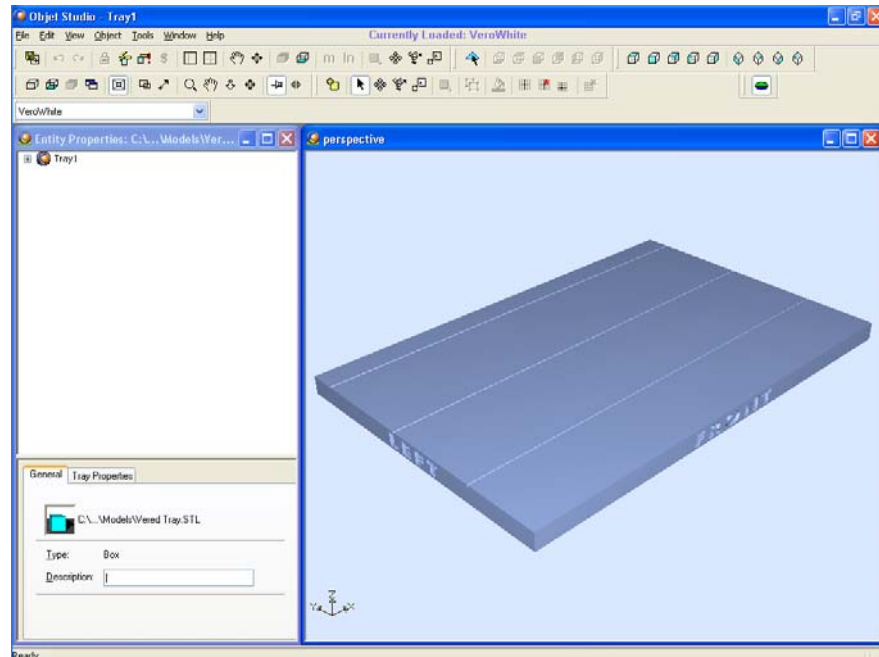 Objet Studio - Tray1
File Edit View Object Tools Window Help
Currently Loaded: VeroWhite
VeroWhite
Entity Properties: C:\...\Models\Ver...
perspective
Tray1
LEFT
FRONT
General Tray Properties
C:\...\Models\Vered Tray.STL
Type: Box
Description:
Z
Y X
Ready